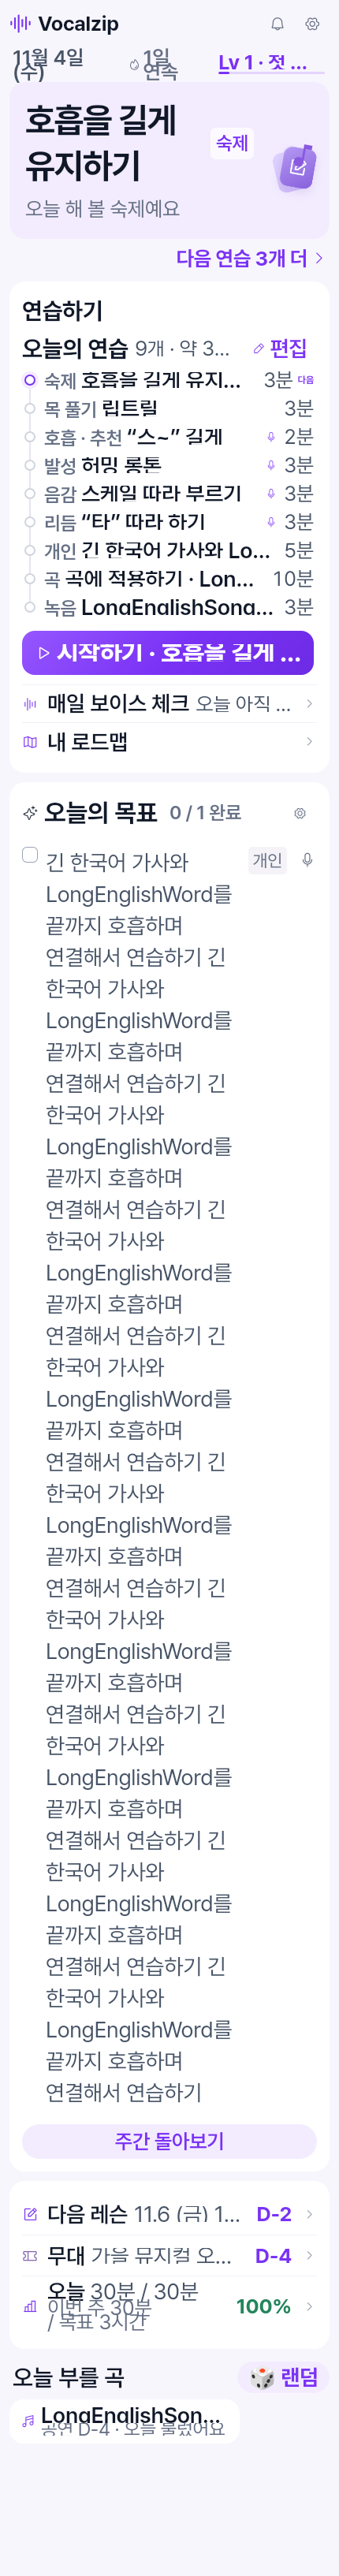 Vocalzip
11월 4일
(수)
1일
연속
Lv 1 · 첫 ...
호흡을 길게
유지하기
숙제
오늘 해 볼 숙제예요
다음 연습 3개 더
연습하기
오늘의 연습 9개 · 약 3... 편집
숙제 호흡을 길게 유지... 3분 다음
목 풀기 립트릴 3분
호흡 · 추천 “스~” 길게 2분
발성 허밍 롱톤 3분
음감 스케일 따라 부르기 3분
리듬 “타” 따라 하기 3분
개인 긴 한국어 가사와 Lo... 5분
곡 곡에 적용하기 · Lon... 10분
녹음 LongEnglishSong... 3분
시작하기 · 호흡을 길게 ...
매일 보이스 체크 오늘 아직 ...
내 로드맵
오늘의 목표 0 / 1 완료
긴 한국어 가사와 개인
LongEnglishWord를
끝까지 호흡하며
연결해서 연습하기 긴
한국어 가사와
LongEnglishWord를
끝까지 호흡하며
연결해서 연습하기 긴
한국어 가사와
LongEnglishWord를
끝까지 호흡하며
연결해서 연습하기 긴
한국어 가사와
LongEnglishWord를
끝까지 호흡하며
연결해서 연습하기 긴
한국어 가사와
LongEnglishWord를
끝까지 호흡하며
연결해서 연습하기 긴
한국어 가사와
LongEnglishWord를
끝까지 호흡하며
연결해서 연습하기 긴
한국어 가사와
LongEnglishWord를
끝까지 호흡하며
연결해서 연습하기 긴
한국어 가사와
LongEnglishWord를
끝까지 호흡하며
연결해서 연습하기 긴
한국어 가사와
LongEnglishWord를
끝까지 호흡하며
연결해서 연습하기 긴
한국어 가사와
LongEnglishWord를
끝까지 호흡하며
연결해서 연습하기
주간 돌아보기
다음 레슨 11.6 (금) 1... D-2
무대 가을 뮤지컬 오... D-4
오늘 30분 / 30분
이번 주 30분
/ 목표 3시간
100%
오늘 부를 곡 랜덤
LongEnglishSon...
공연 D-4 · 오늘 불렀어요